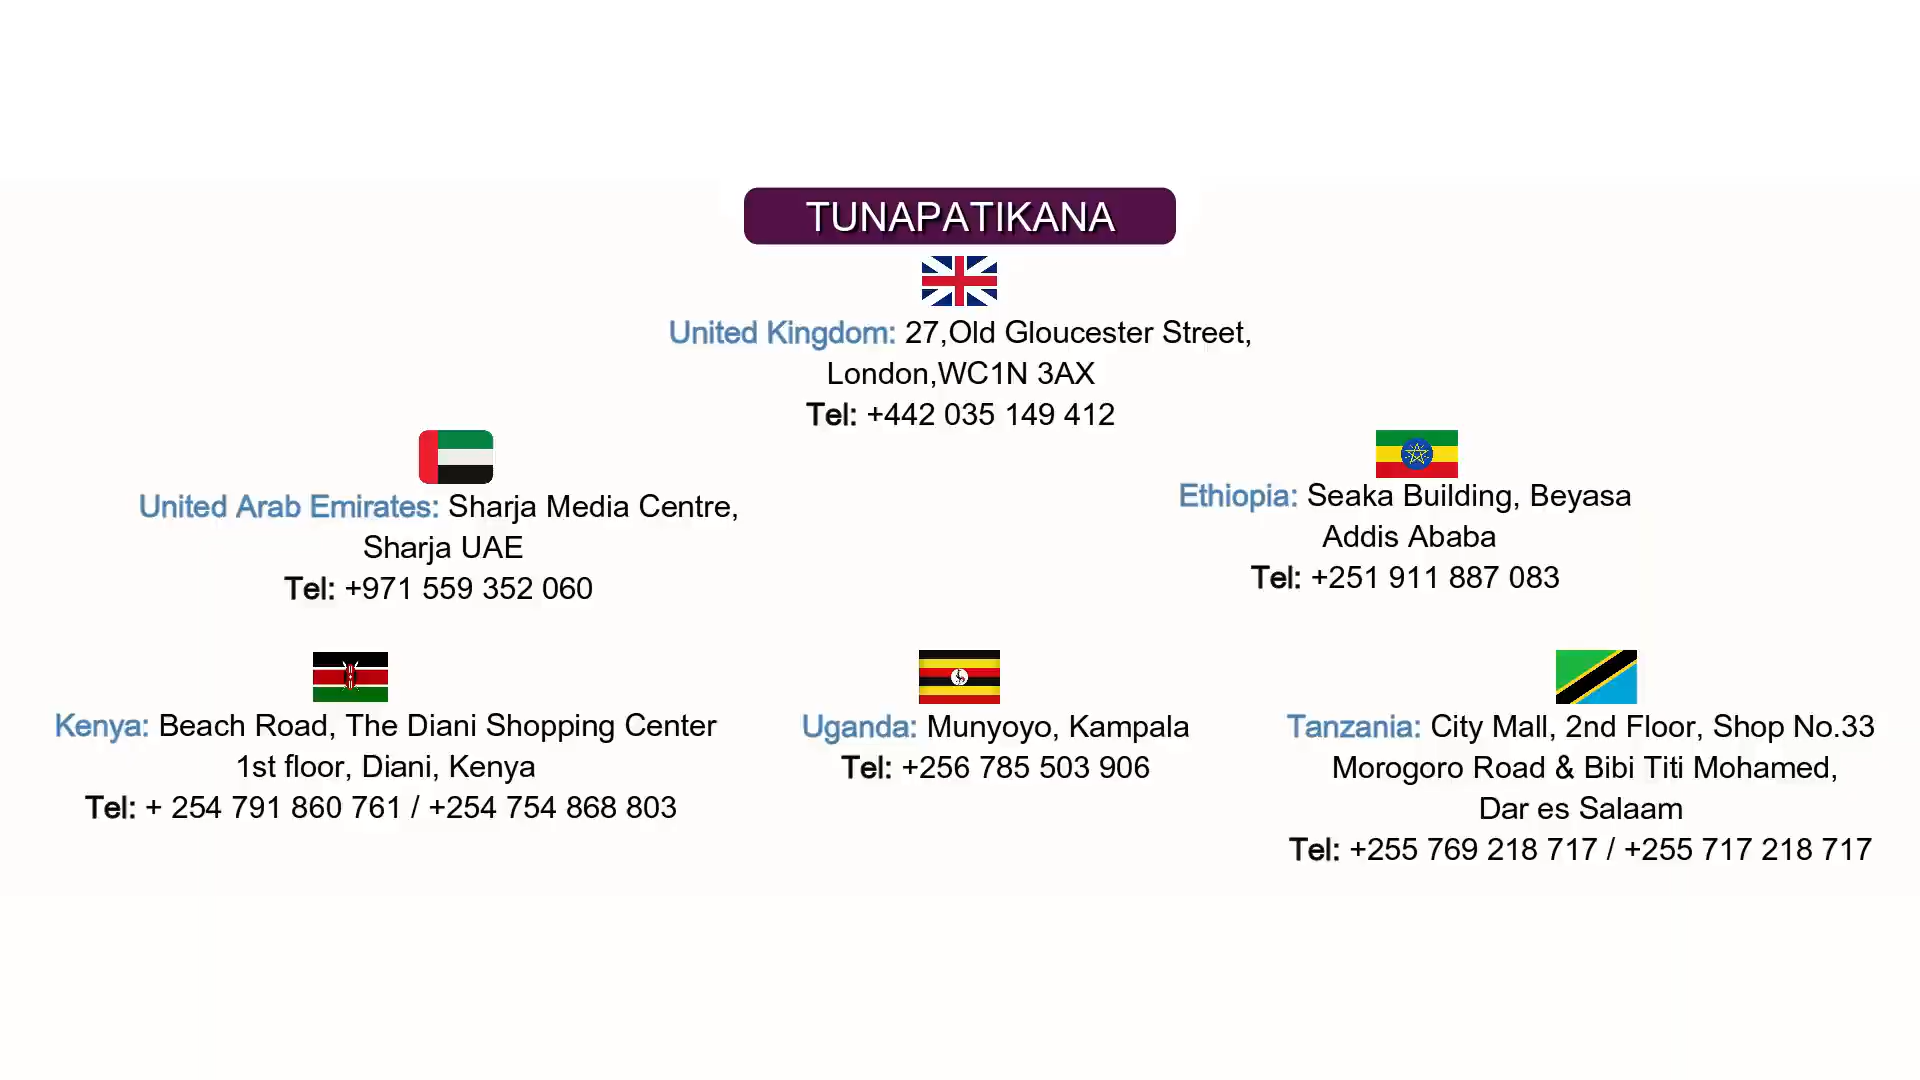 TUNAPATIKANA
United Kingdom: 27,Old Gloucester Street,
London,WC1N 3AX
Tel: +442 035 149 412
United Arab Emirates: Sharja Media Centre,
Sharja UAE
Tel: +971 559 352 060
Ethiopia: Seaka Building, Beyasa
Addis Ababa
Tel: +251 911 887 083
Kenya: Beach Road, The Diani Shopping Center
1st floor, Diani, Kenya
Tel: + 254 791 860 761 / +254 754 868 803
Uganda: Munyoyo, Kampala
Tel: +256 785 503 906
Tanzania: City Mall, 2nd Floor, Shop No.33
Morogoro Road & Bibi Titi Mohamed,
Dar es Salaam
Tel: +255 769 218 717 / +255 717 218 717